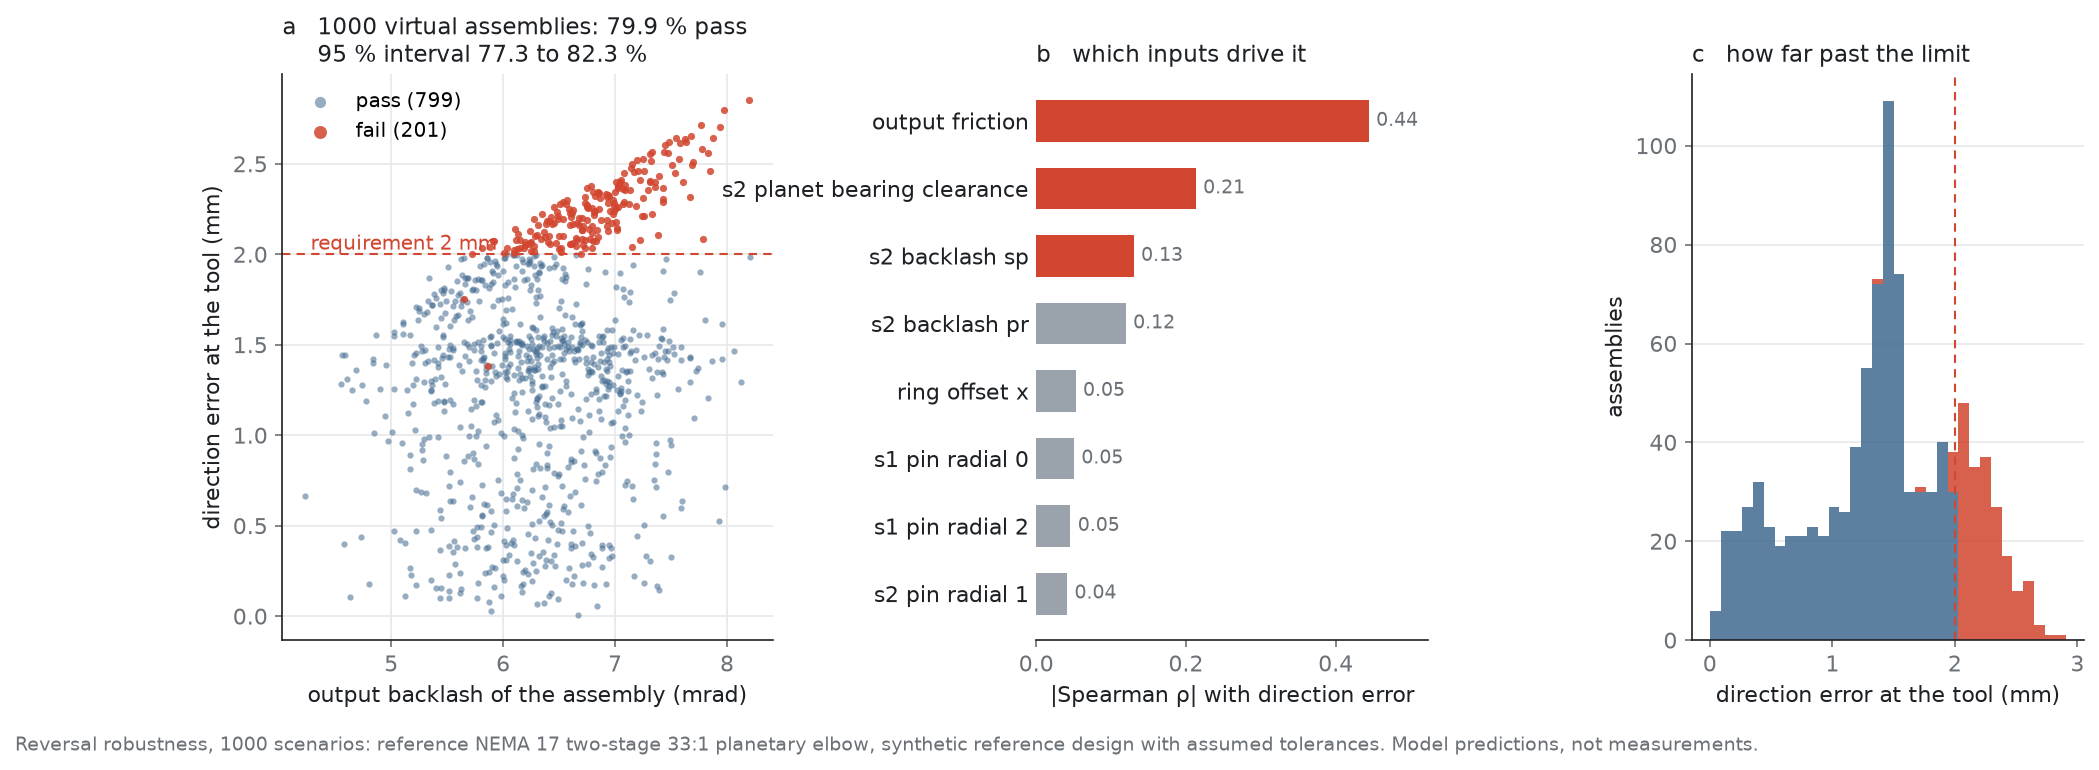 a 1000 virtual assemblies: 79.9 % pass
95 % interval 77.3 to 82.3 %
pass (799)
fail (201)
requirement 2 mm
direction error at the tool (mm)
2.5
2.0
1.5
1.0
0.5
0.0
5 6 7 8
output backlash of the assembly (mrad)
b which inputs drive it
output friction 0.44
s2 planet bearing clearance 0.21
s2 backlash sp 0.13
s2 backlash pr 0.12
ring offset x 0.05
s1 pin radial 0 0.05
s1 pin radial 2 0.05
s2 pin radial 1 0.04
0.0 0.2 0.4
|Spearman ρ| with direction error
c how far past the limit
assemblies
100
80
60
40
20
0
0 1 2 3
direction error at the tool (mm)
Reversal robustness, 1000 scenarios: reference NEMA 17 two-stage 33:1 planetary elbow, synthetic reference design with assumed tolerances. Model predictions, not measurements.